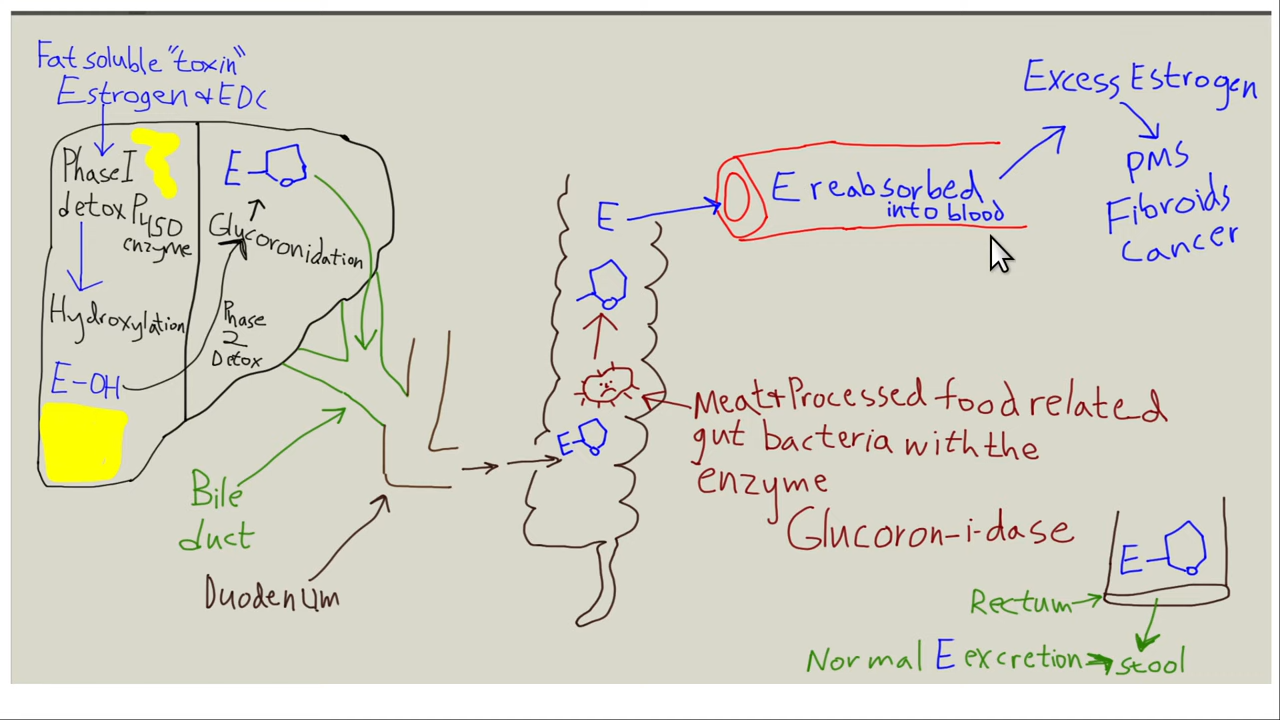 Fat soluble "toxin"
Estrogen & EDC
Phase I
detox P450
enzyme
Hydroxylation
E-OH
E
Glucoronidation
Phase
2
Detox
Bile
duct
Duodenum
E
E
E reabsorbed
into blood
Excess Estrogen
PMS
Fibroids
Cancer
Meat+Processed food related
gut bacteria with the
enzyme
Glucoron-i-dase
E
Rectum
Normal E excretion
stool